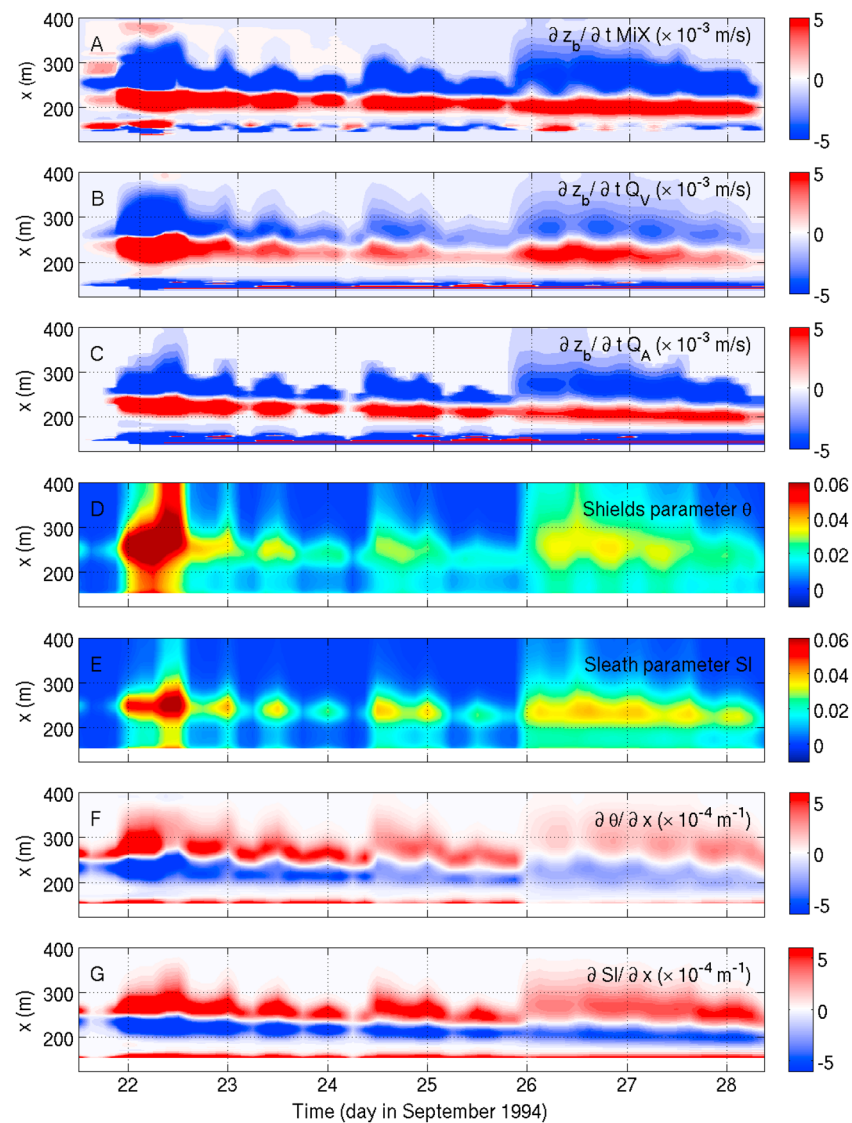 400
300
200
x (m)
A
∂ z_b / ∂ t MiX (× 10^-3 m/s)
5
0
-5
400
300
200
x (m)
B
∂ z_b / ∂ t Q_V (× 10^-3 m/s)
5
0
-5
400
300
200
x (m)
C
∂ z_b / ∂ t Q_A (× 10^-3 m/s)
5
0
-5
400
300
200
x (m)
D
Shields parameter θ
0.06
0.04
0.02
0
400
300
200
x (m)
E
Sleath parameter Sl
0.06
0.04
0.02
0
400
300
200
x (m)
F
∂ θ / ∂ x (× 10^-4 m^-1)
5
0
-5
400
300
200
x (m)
G
∂ Sl / ∂ x (× 10^-4 m^-1)
5
0
-5
22 23 24 25 26 27 28
Time (day in September 1994)